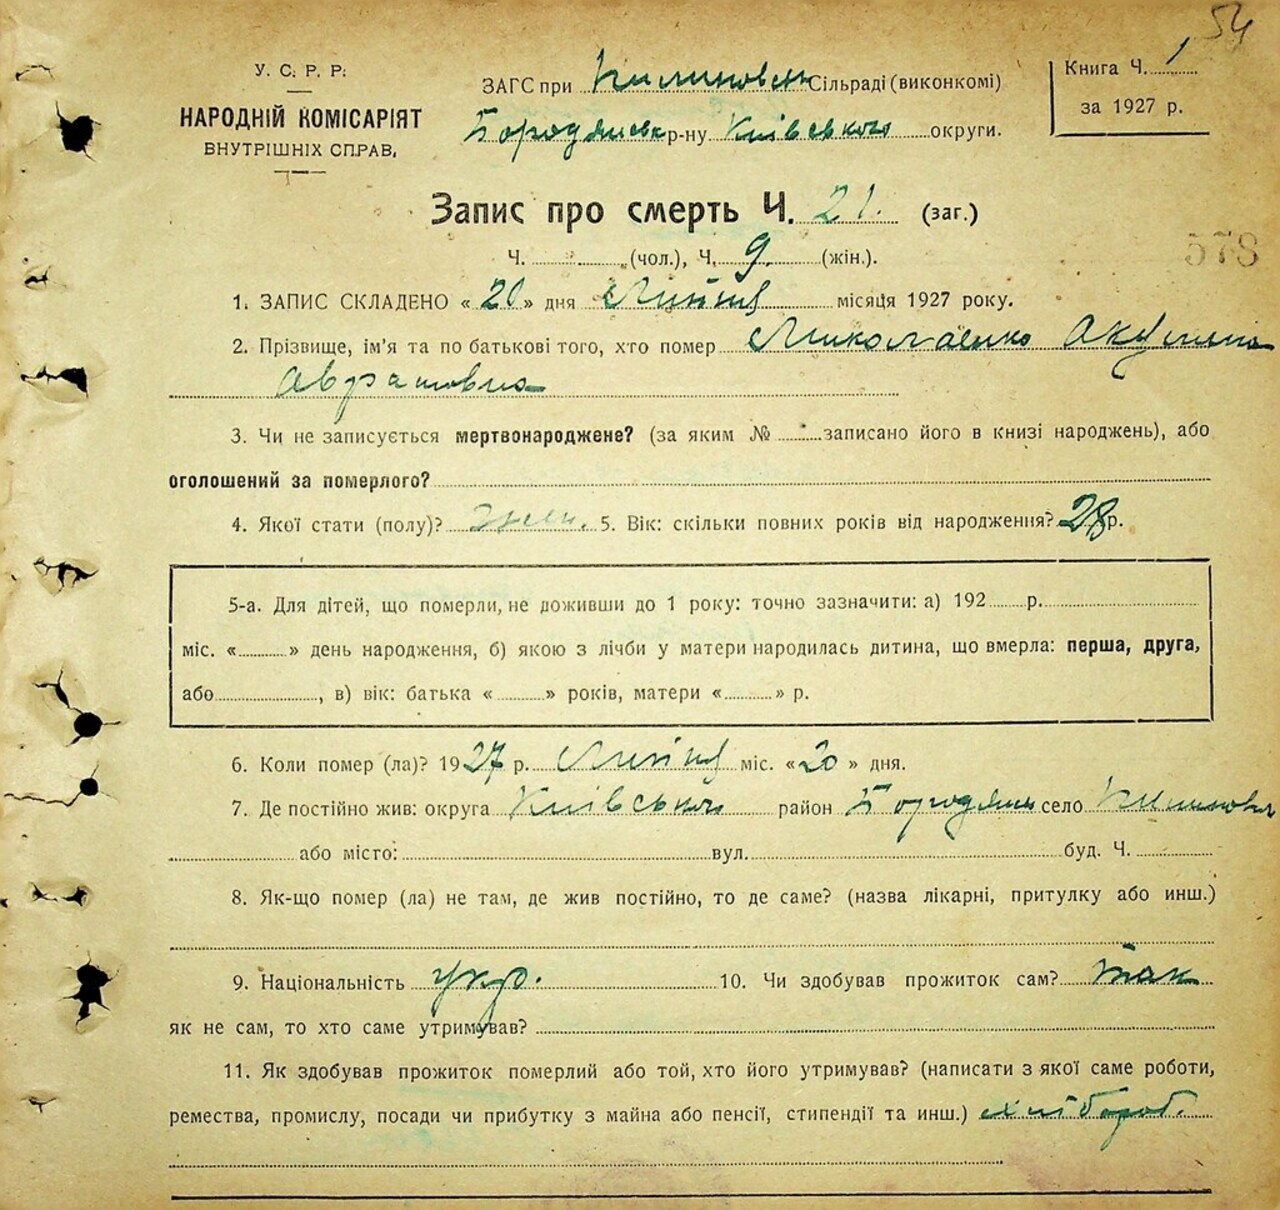 54
У. С. Р. Р.
НАРОДНІЙ КОМІСАРІЯТ
ВНУТРІШНІХ СПРАВ,
ЗАГС при Сільраді (виконкомі)
Бородянськ р-ну Київського округи.
Книга Ч. 1
за 1927 р.
Запис про смерть Ч. 21. (заг.)
Ч. (чол.), Ч. 9. (жін.).
578
1. ЗАПИС СКЛАДЕНО « 20 » дня Липня місяця 1927 року.
2. Прізвище, ім'я та по батькові того, хто помер Миколаенко Акулина
Аврамовна
3. Чи не записується мертвонароджене? (за яким № записано його в книзі народжень), або
оголошений за померлого?
4. Якої стати (полу)? Жен. 5. Вік: скільки повних років від народження? 28 р.
5-а. Для дітей, що померли, не доживши до 1 року: точно зазначити: а) 192 р.
міс. « » день народження, б) якою з лічби у матери народилась дитина, що вмерла: перша, друга,
або , в) вік: батька « » років, матери « » р.
6. Коли помер (ла)? 1927 р. Липня міс. « 20 » дня.
7. Де постійно жив: округа Київського район Бородянськ село
або місто: вул. буд. Ч.
8. Як-що помер (ла) не там, де жив постійно, то де саме? (назва лікарні, притулку або инш.)
9. Національність укр. 10. Чи здобував прожиток сам? так
як не сам, то хто саме утримував?
11. Як здобував прожиток померлий або той, хто його утримував? (написати з якої саме роботи,
ремества, промислу, посади чи прибутку з майна або пенсії, стипендії та инш.) хлібороб.